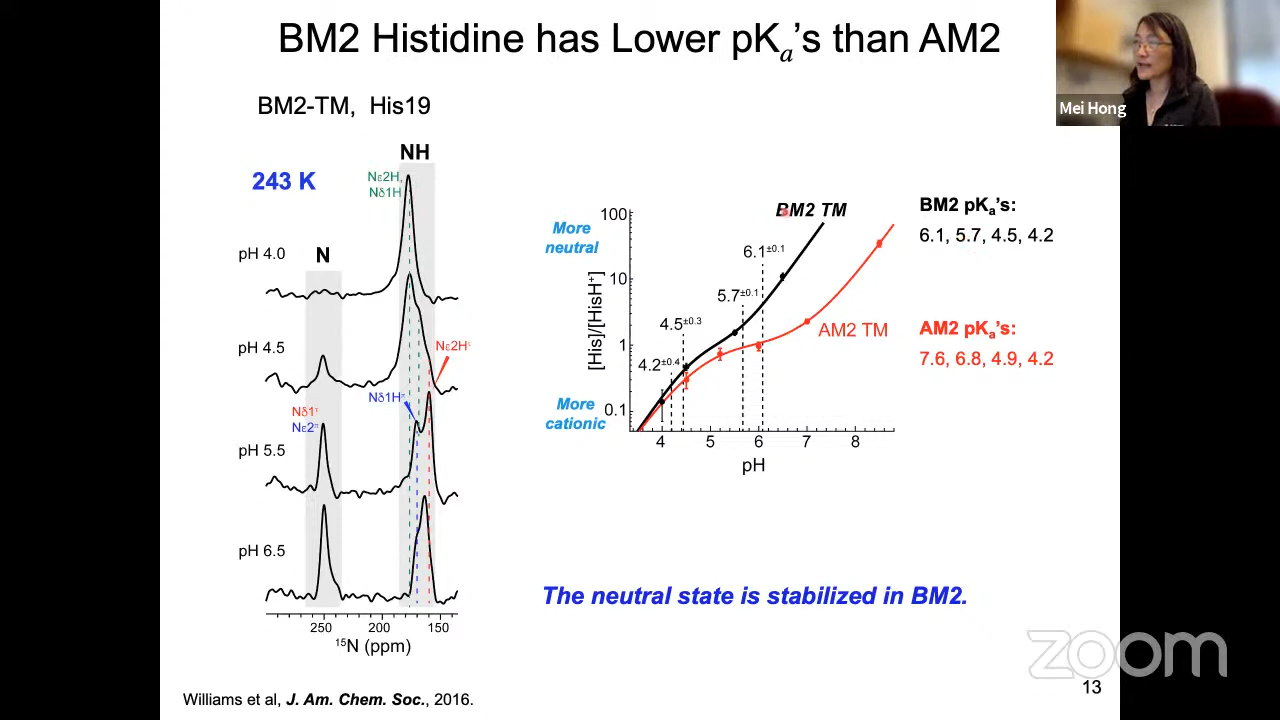 BM2 Histidine has Lower pKa's than AM2
Mei Hong
BM2-TM, His19
NH
243 K
Nε2H,
Nδ1H
pH 4.0
N
pH 4.5
Nε2Hτ
Nδ1Hπ
Nδ1τ
Nε2π
pH 5.5
pH 6.5
250 200 150
15N (ppm)
BM2 TM
100
More
neutral
6.1±0.1
10
5.7±0.1
[His]/[HisH+]
4.5±0.3
AM2 TM
1
4.2±0.4
More
cationic
0.1
4 5 6 7 8
pH
BM2 pKa's:
6.1, 5.7, 4.5, 4.2
AM2 pKa's:
7.6, 6.8, 4.9, 4.2
The neutral state is stabilized in BM2.
zoom
13
Williams et al, J. Am. Chem. Soc., 2016.